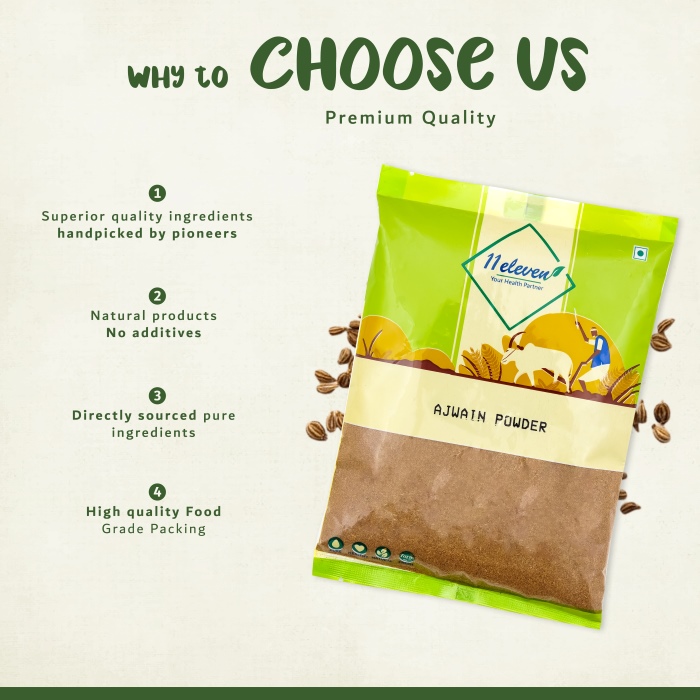 WHY to CHOOSE US
Premium Quality
1
Superior quality ingredients
handpicked by pioneers
2
Natural products
No additives
3
Directly sourced pure
ingredients
4
High quality Food
Grade Packing
11eleven
Your Health Partner
AJWAIN POWDER